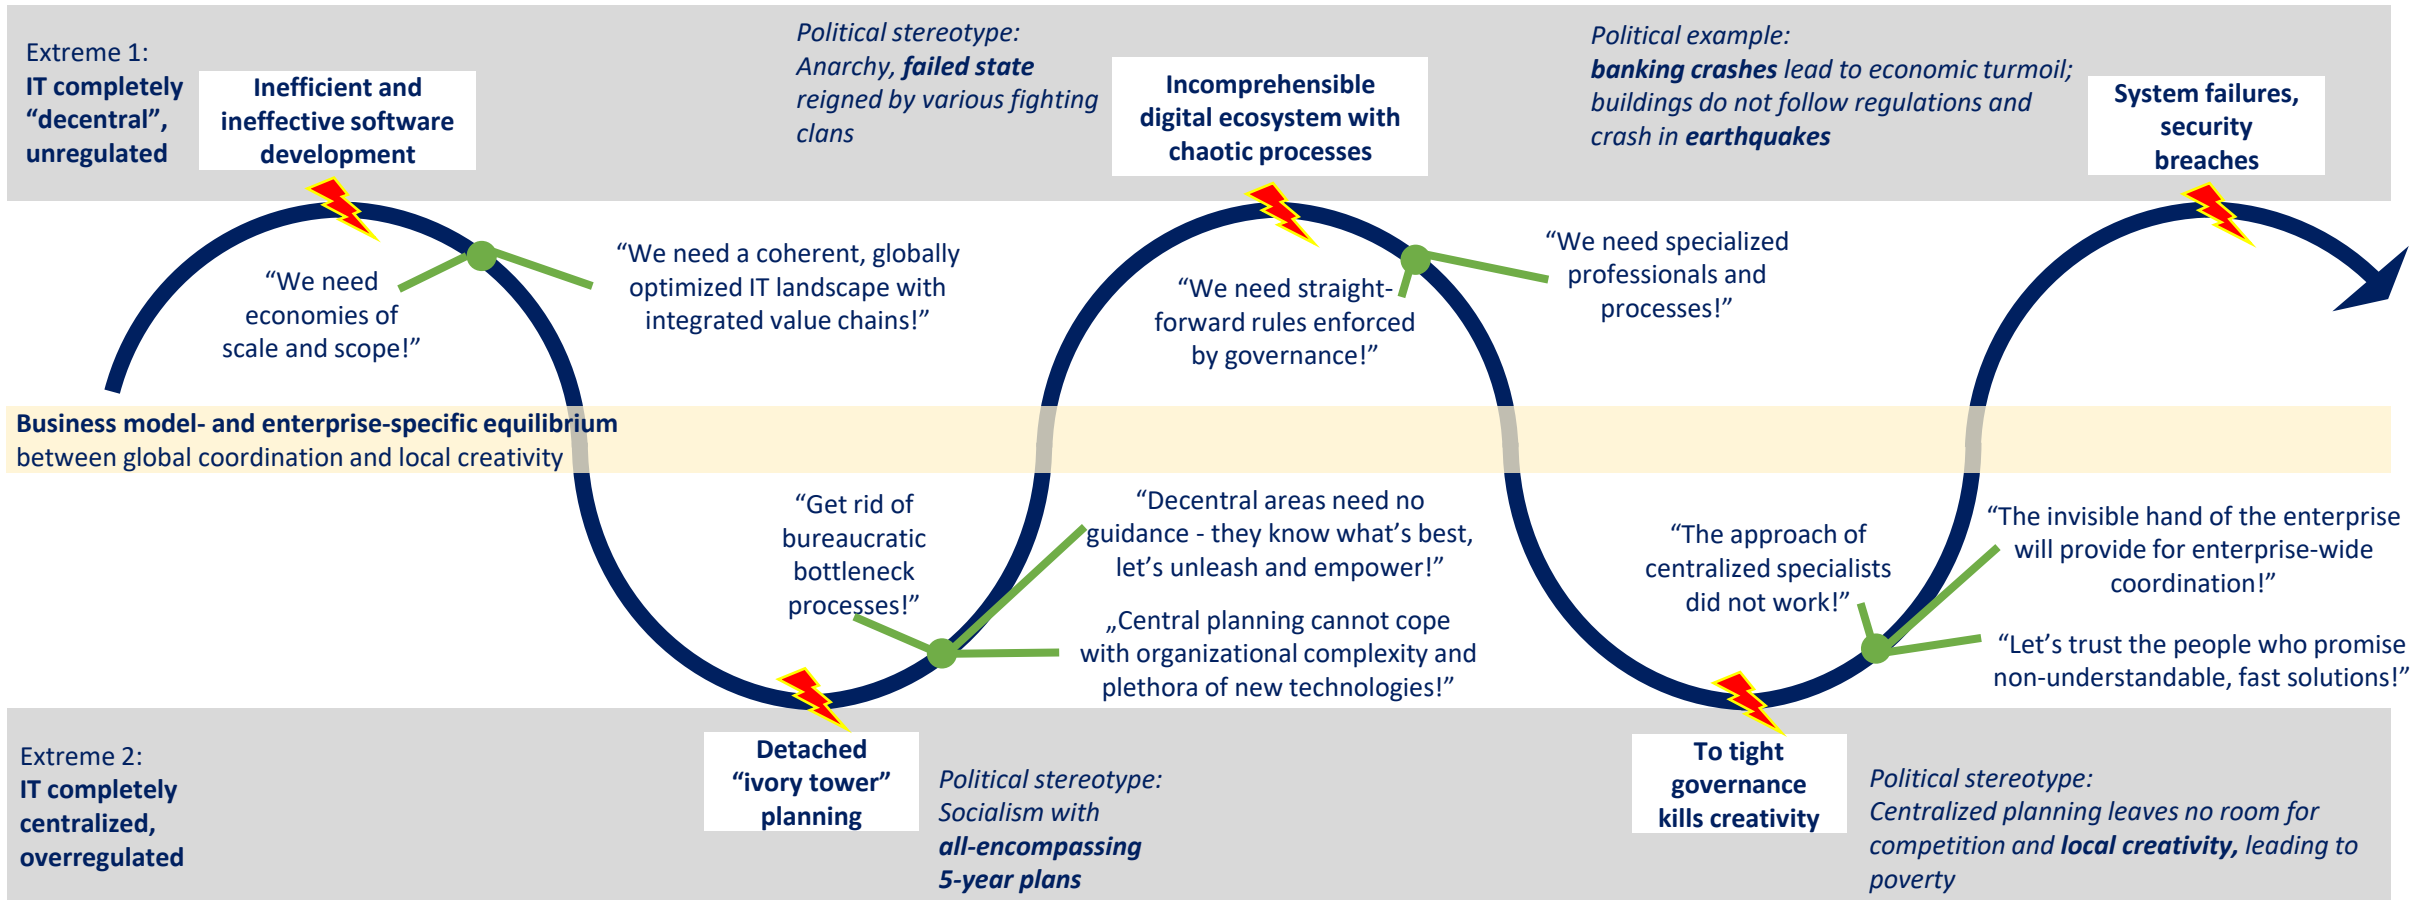 Extreme 1:
IT completely
“decentral”,
unregulated
Inefficient and
ineffective software
development
Political stereotype:
Anarchy, failed state
reigned by various fighting
clans
Incomprehensible
digital ecosystem with
chaotic processes
Political example:
banking crashes lead to economic turmoil;
buildings do not follow regulations and
crash in earthquakes
System failures,
security
breaches
“We need
economies of
scale and scope!”
“We need a coherent, globally
optimized IT landscape with
integrated value chains!”
“We need straight-
forward rules enforced
by governance!”
“We need specialized
professionals and
processes!”
Business model- and enterprise-specific equilibrium
between global coordination and local creativity
“Get rid of
bureaucratic
bottleneck
processes!”
“Decentral areas need no
guidance - they know what’s best,
let’s unleash and empower!”
„Central planning cannot cope
with organizational complexity and
plethora of new technologies!”
“The approach of
centralized specialists
did not work!”
“The invisible hand of the enterprise
will provide for enterprise-wide
coordination!”
“Let’s trust the people who promise
non-understandable, fast solutions!”
Extreme 2:
IT completely
centralized,
overregulated
Detached
“ivory tower”
planning
Political stereotype:
Socialism with
all-encompassing
5-year plans
To tight
governance
kills creativity
Political stereotype:
Centralized planning leaves no room for
competition and local creativity, leading to
poverty